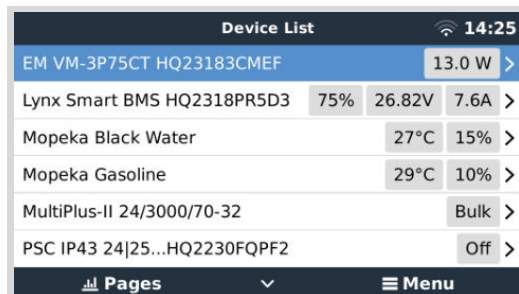 Device List 14:25
EM VM-3P75CT HQ23183CMEF 13.0 W
Lynx Smart BMS HQ2318PR5D3 75% 26.82V 7.6A
Mopeka Black Water 27°C 15%
Mopeka Gasoline 29°C 10%
MultiPlus-II 24/3000/70-32 Bulk
PSC IP43 24|25...HQ2230FQPF2 Off
Pages Menu